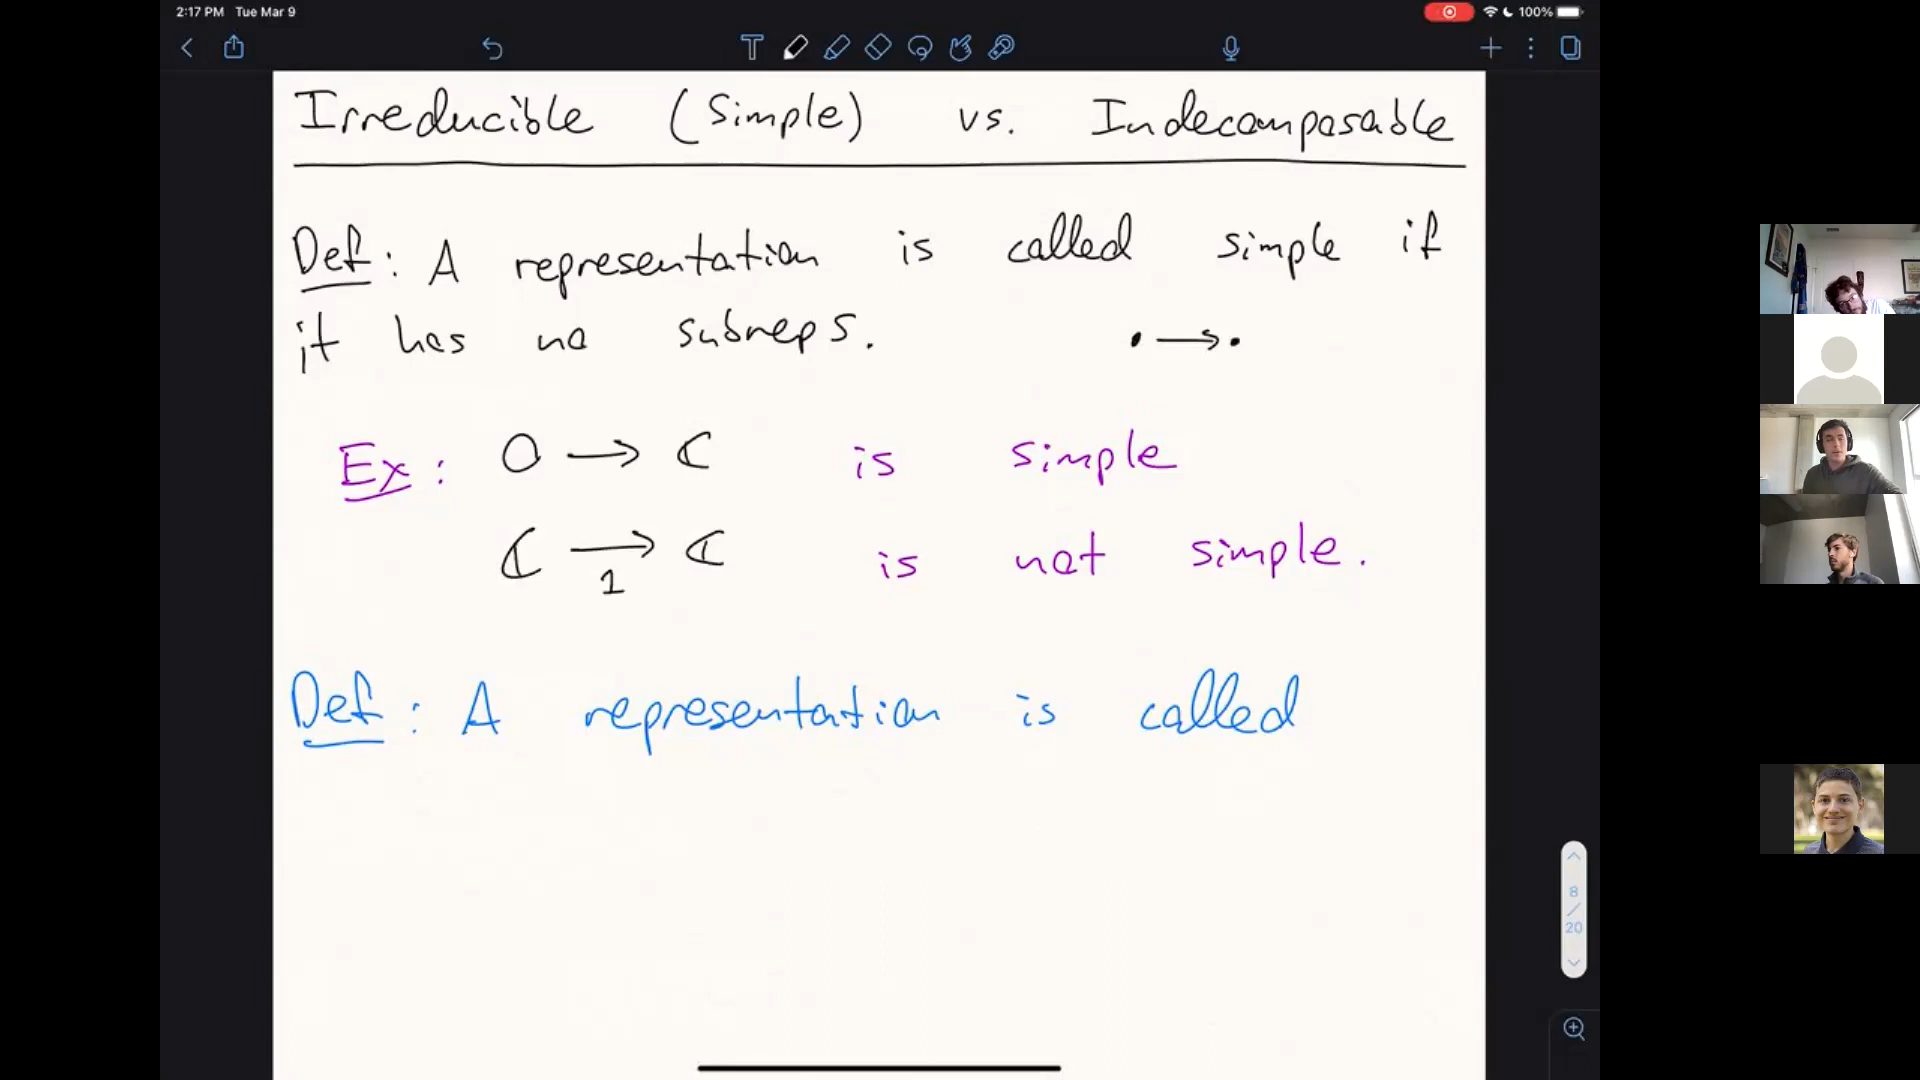 2:17 PM Tue Mar 9
100%
Irreducible (Simple) vs. Indecomposable
Def: A representation is called simple if
it has no subreps. • → •
Ex: 0 → ℂ is simple
ℂ → ℂ is not simple.
1
Def: A representation is called
8
/
20